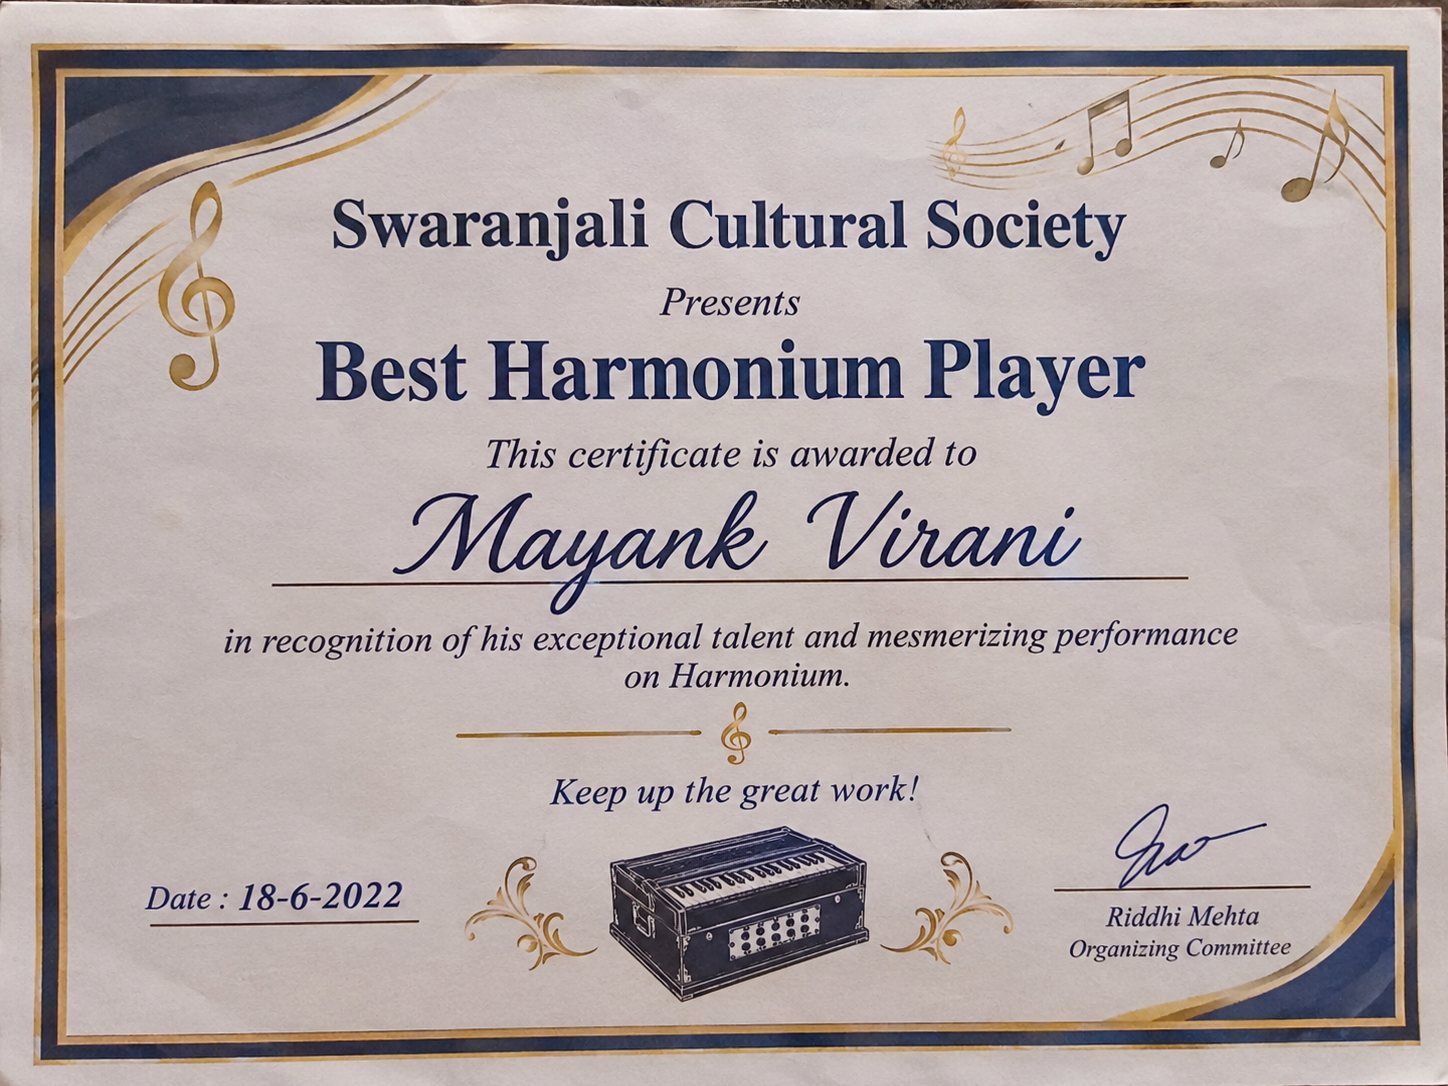 Swaranjali Cultural Society
Presents
Best Harmonium Player
This certificate is awarded to
Mayank Virani
in recognition of his exceptional talent and mesmerizing performance
on Harmonium.
Keep up the great work!
Date : 18-6-2022
Riddhi Mehta
Organizing Committee